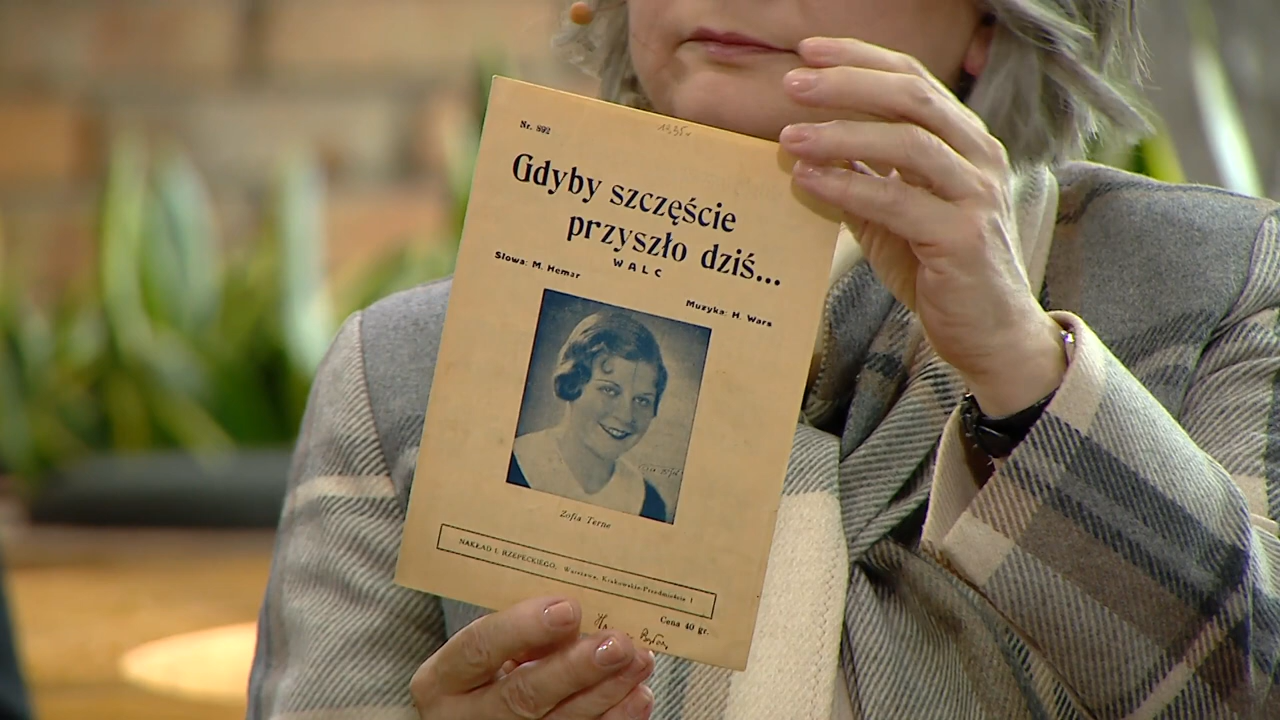 Nr. 892
Gdyby szczęście
przyszło dziś...
WALC
Słowa: M. Hemar
Muzyka: H. Wars
Zofia Terne
NAKŁAD I. RZEPECKIEGO, Warszawa, Krakowskie-Przedmieście 1
Cena 40 gr.